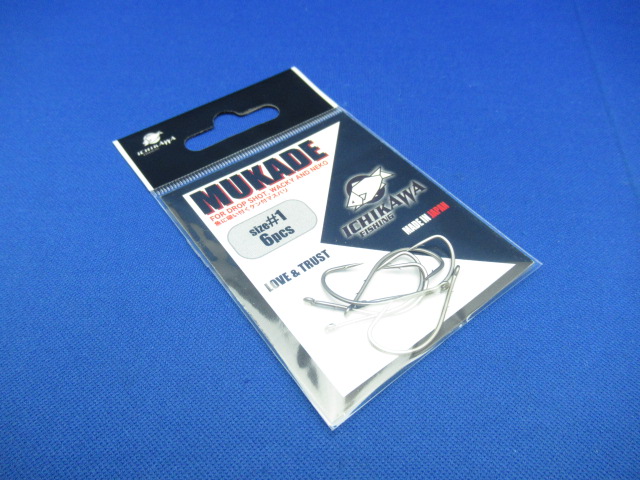 ICHIKAWA
MUKADE
FOR DROP SHOT, WACKY AND NEKO
size#1
6pcs
LOVE & TRUST
ICHIKAWA
FISHING
MADE IN JAPAN